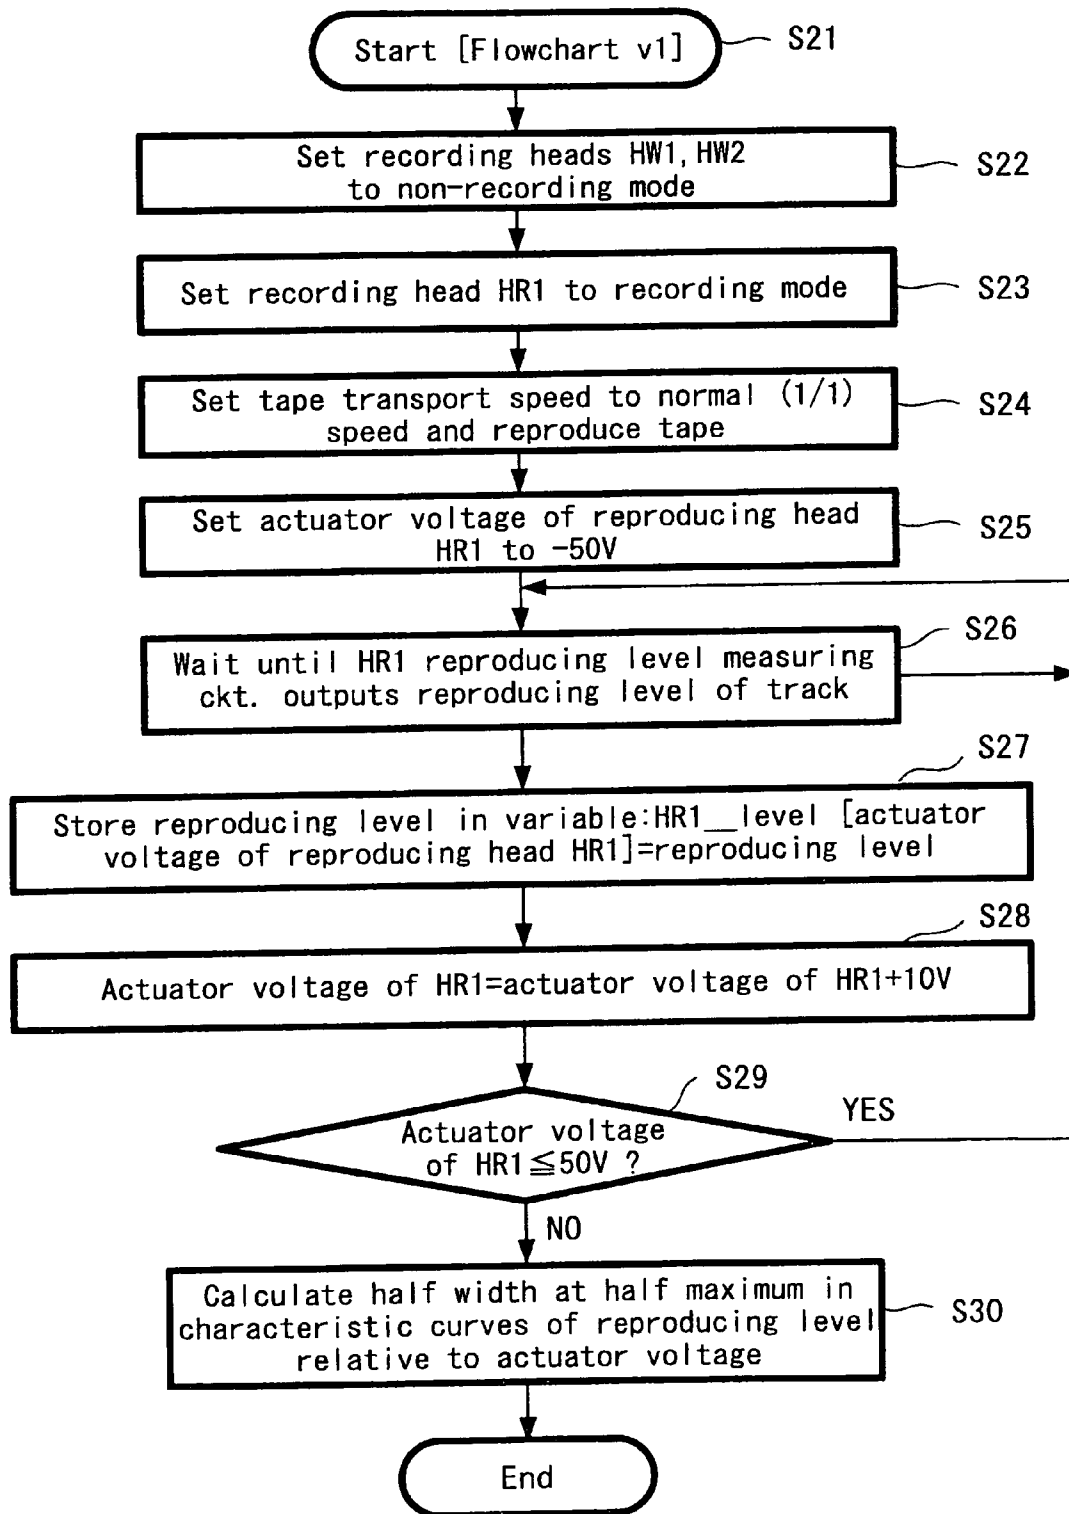 Start [Flowchart v1]
S21
Set recording heads HW1,HW2
to non-recording mode
S22
Set recording head HR1 to recording mode
S23
Set tape transport speed to normal (1/1)
speed and reproduce tape
S24
Set actuator voltage of reproducing head
HR1 to -50V
S25
S26
Wait until HR1 reproducing level measuring
ckt. outputs reproducing level of track
S27
Store reproducing level in variable:HR1__level [actuator
voltage of reproducing head HR1]=reproducing level
S28
Actuator voltage of HR1=actuator voltage of HR1+10V
S29
Actuator voltage
of HR1≦50V ?
YES
NO
Calculate half width at half maximum in
characteristic curves of reproducing level
relative to actuator voltage
S30
End